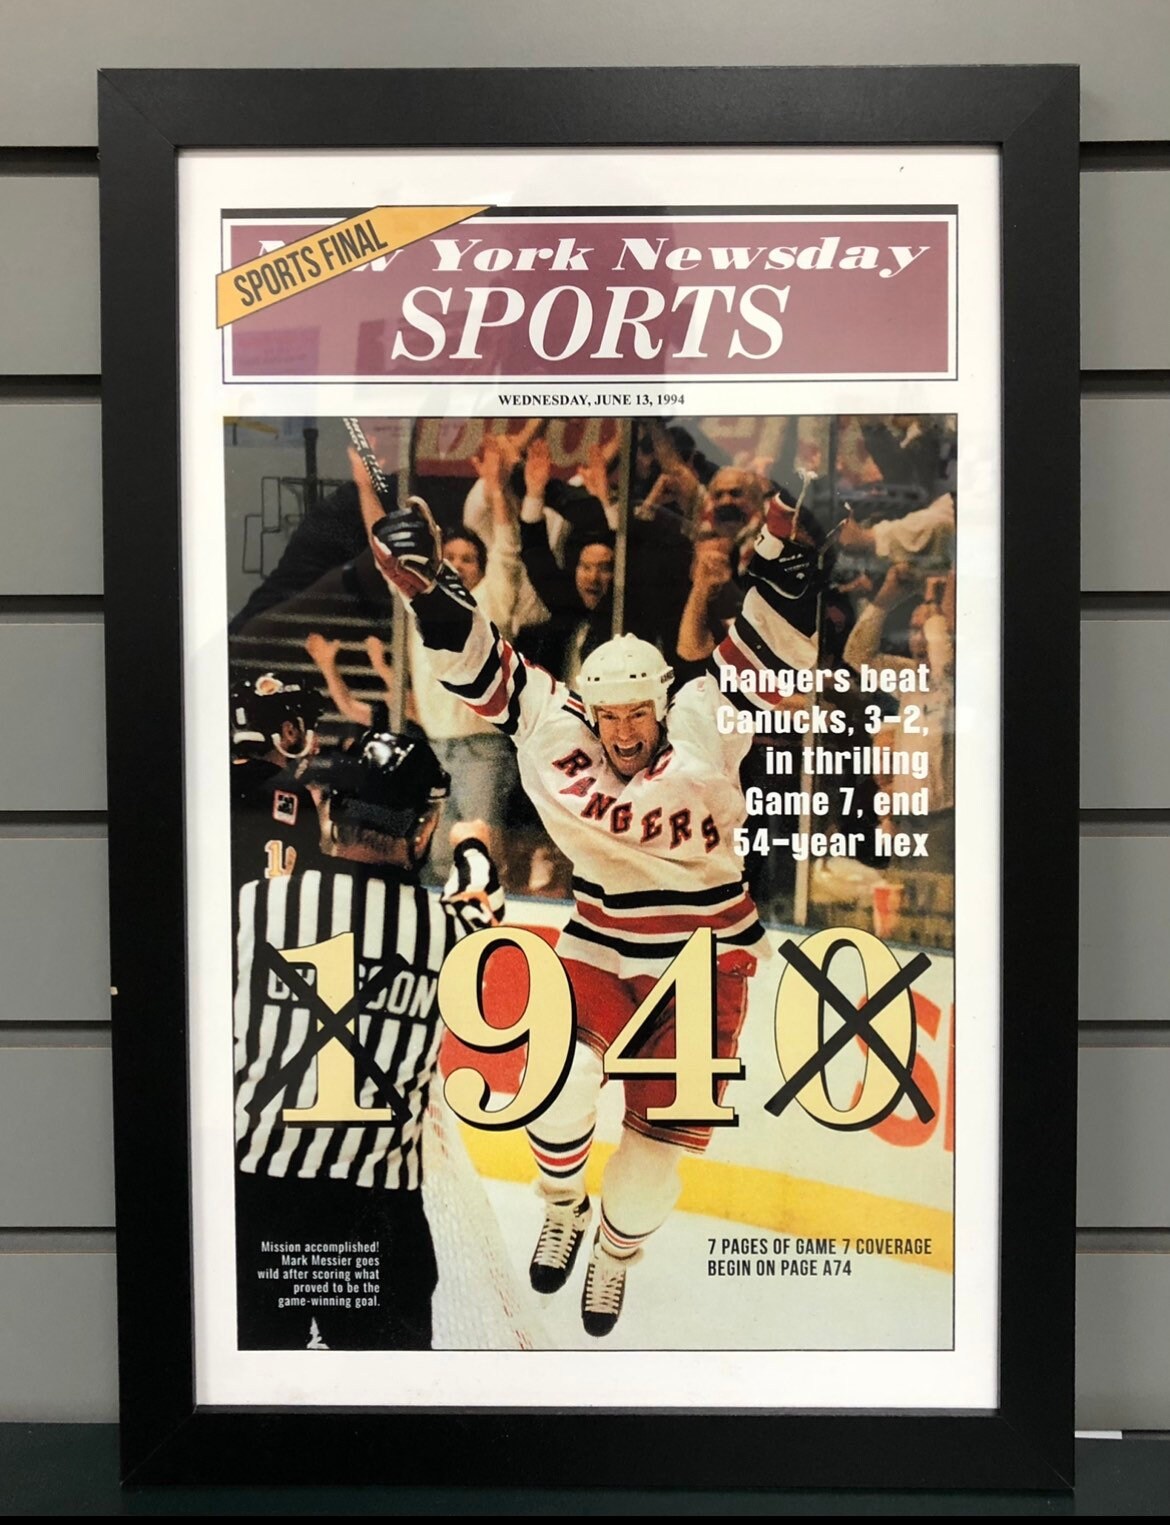 SPORTS FINAL
New York Newsday
SPORTS
WEDNESDAY, JUNE 13, 1994
Rangers beat
Canucks, 3-2,
in thrilling
Game 7, end
54-year hex
RANGERS
1940
Mission accomplished!
Mark Messier goes
wild after scoring what
proved to be the
game-winning goal.
7 PAGES OF GAME 7 COVERAGE
BEGIN ON PAGE A74